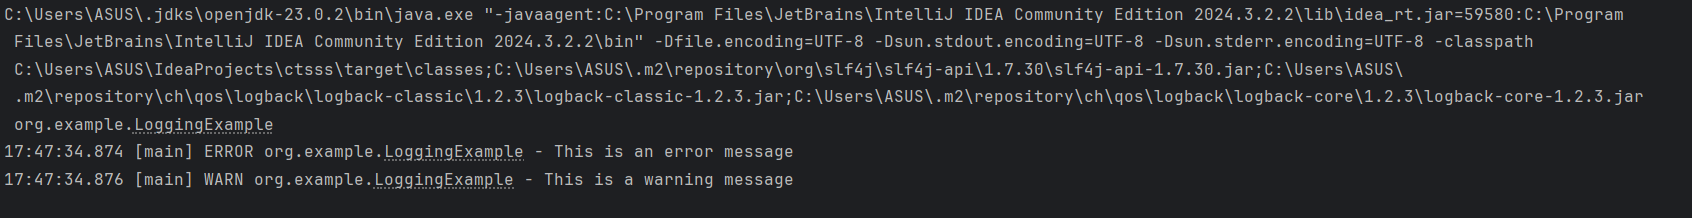 C:\Users\ASUS\.jdks\openjdk-23.0.2\bin\java.exe "-javaagent:C:\Program Files\JetBrains\IntelliJ IDEA Community Edition 2024.3.2.2\lib\idea_rt.jar=59580:C:\Program
Files\JetBrains\IntelliJ IDEA Community Edition 2024.3.2.2\bin" -Dfile.encoding=UTF-8 -Dsun.stdout.encoding=UTF-8 -Dsun.stderr.encoding=UTF-8 -classpath
C:\Users\ASUS\IdeaProjects\ctsss\target\classes;C:\Users\ASUS\.m2\repository\org\slf4j\slf4j-api\1.7.30\slf4j-api-1.7.30.jar;C:\Users\ASUS\
.m2\repository\ch\qos\logback\logback-classic\1.2.3\logback-classic-1.2.3.jar;C:\Users\ASUS\.m2\repository\ch\qos\logback\logback-core\1.2.3\logback-core-1.2.3.jar
org.example.LoggingExample
17:47:34.874 [main] ERROR org.example.LoggingExample - This is an error message
17:47:34.876 [main] WARN org.example.LoggingExample - This is a warning message